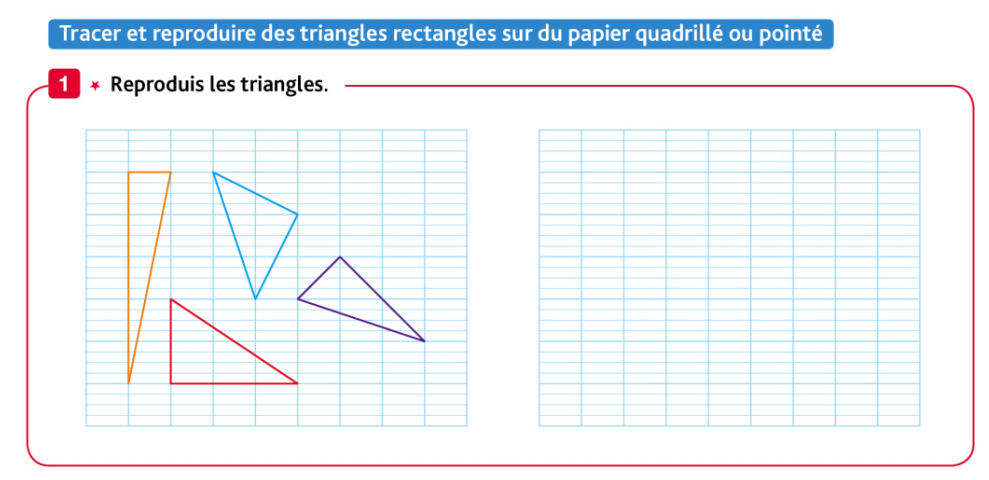 Tracer et reproduire des triangles rectangles sur du papier quadrillé ou pointé
1 * Reproduis les triangles.